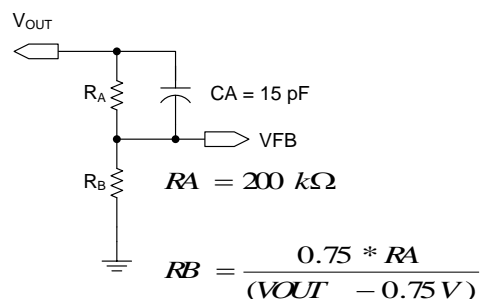 VOUT
RA
CA = 15 pF
VFB
RB
RA = 200 kΩ
RB = 0.75 * RA
(VOUT - 0.75 V)